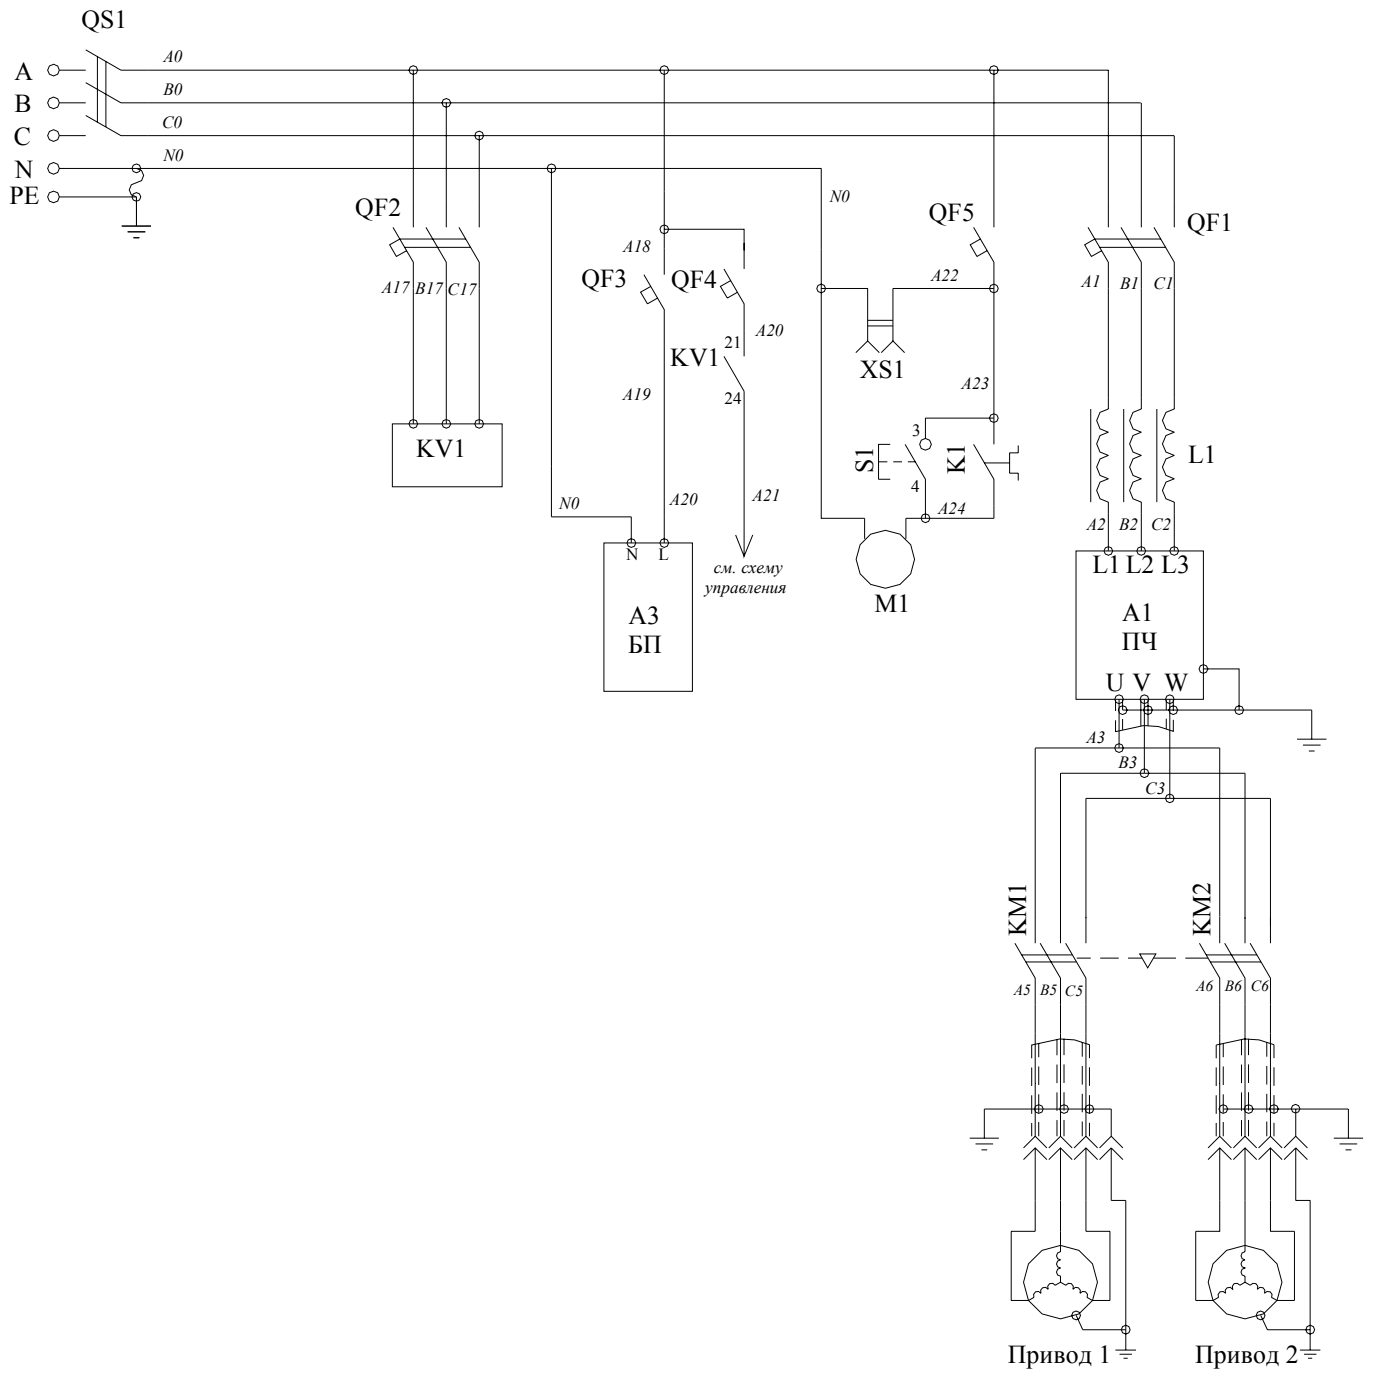 QS1
A
A0
B
B0
C
C0
N
N0
PE
N0
QF2
QF5
QF1
A18
QF3
QF4
A22
A17
B17
C17
A1
B1
C1
A20
21
KV1
XS1
24
A19
A23
KV1
3
S1
K1
L1
4
N0
A20
A21
A24
A2
B2
C2
N
L
см. схему
управления
M1
L1
L2
L3
А3
БП
А1
ПЧ
U
V
W
A3
B3
C3
KM1
KM2
A5
B5
C5
A6
B6
C6
Привод 1
Привод 2